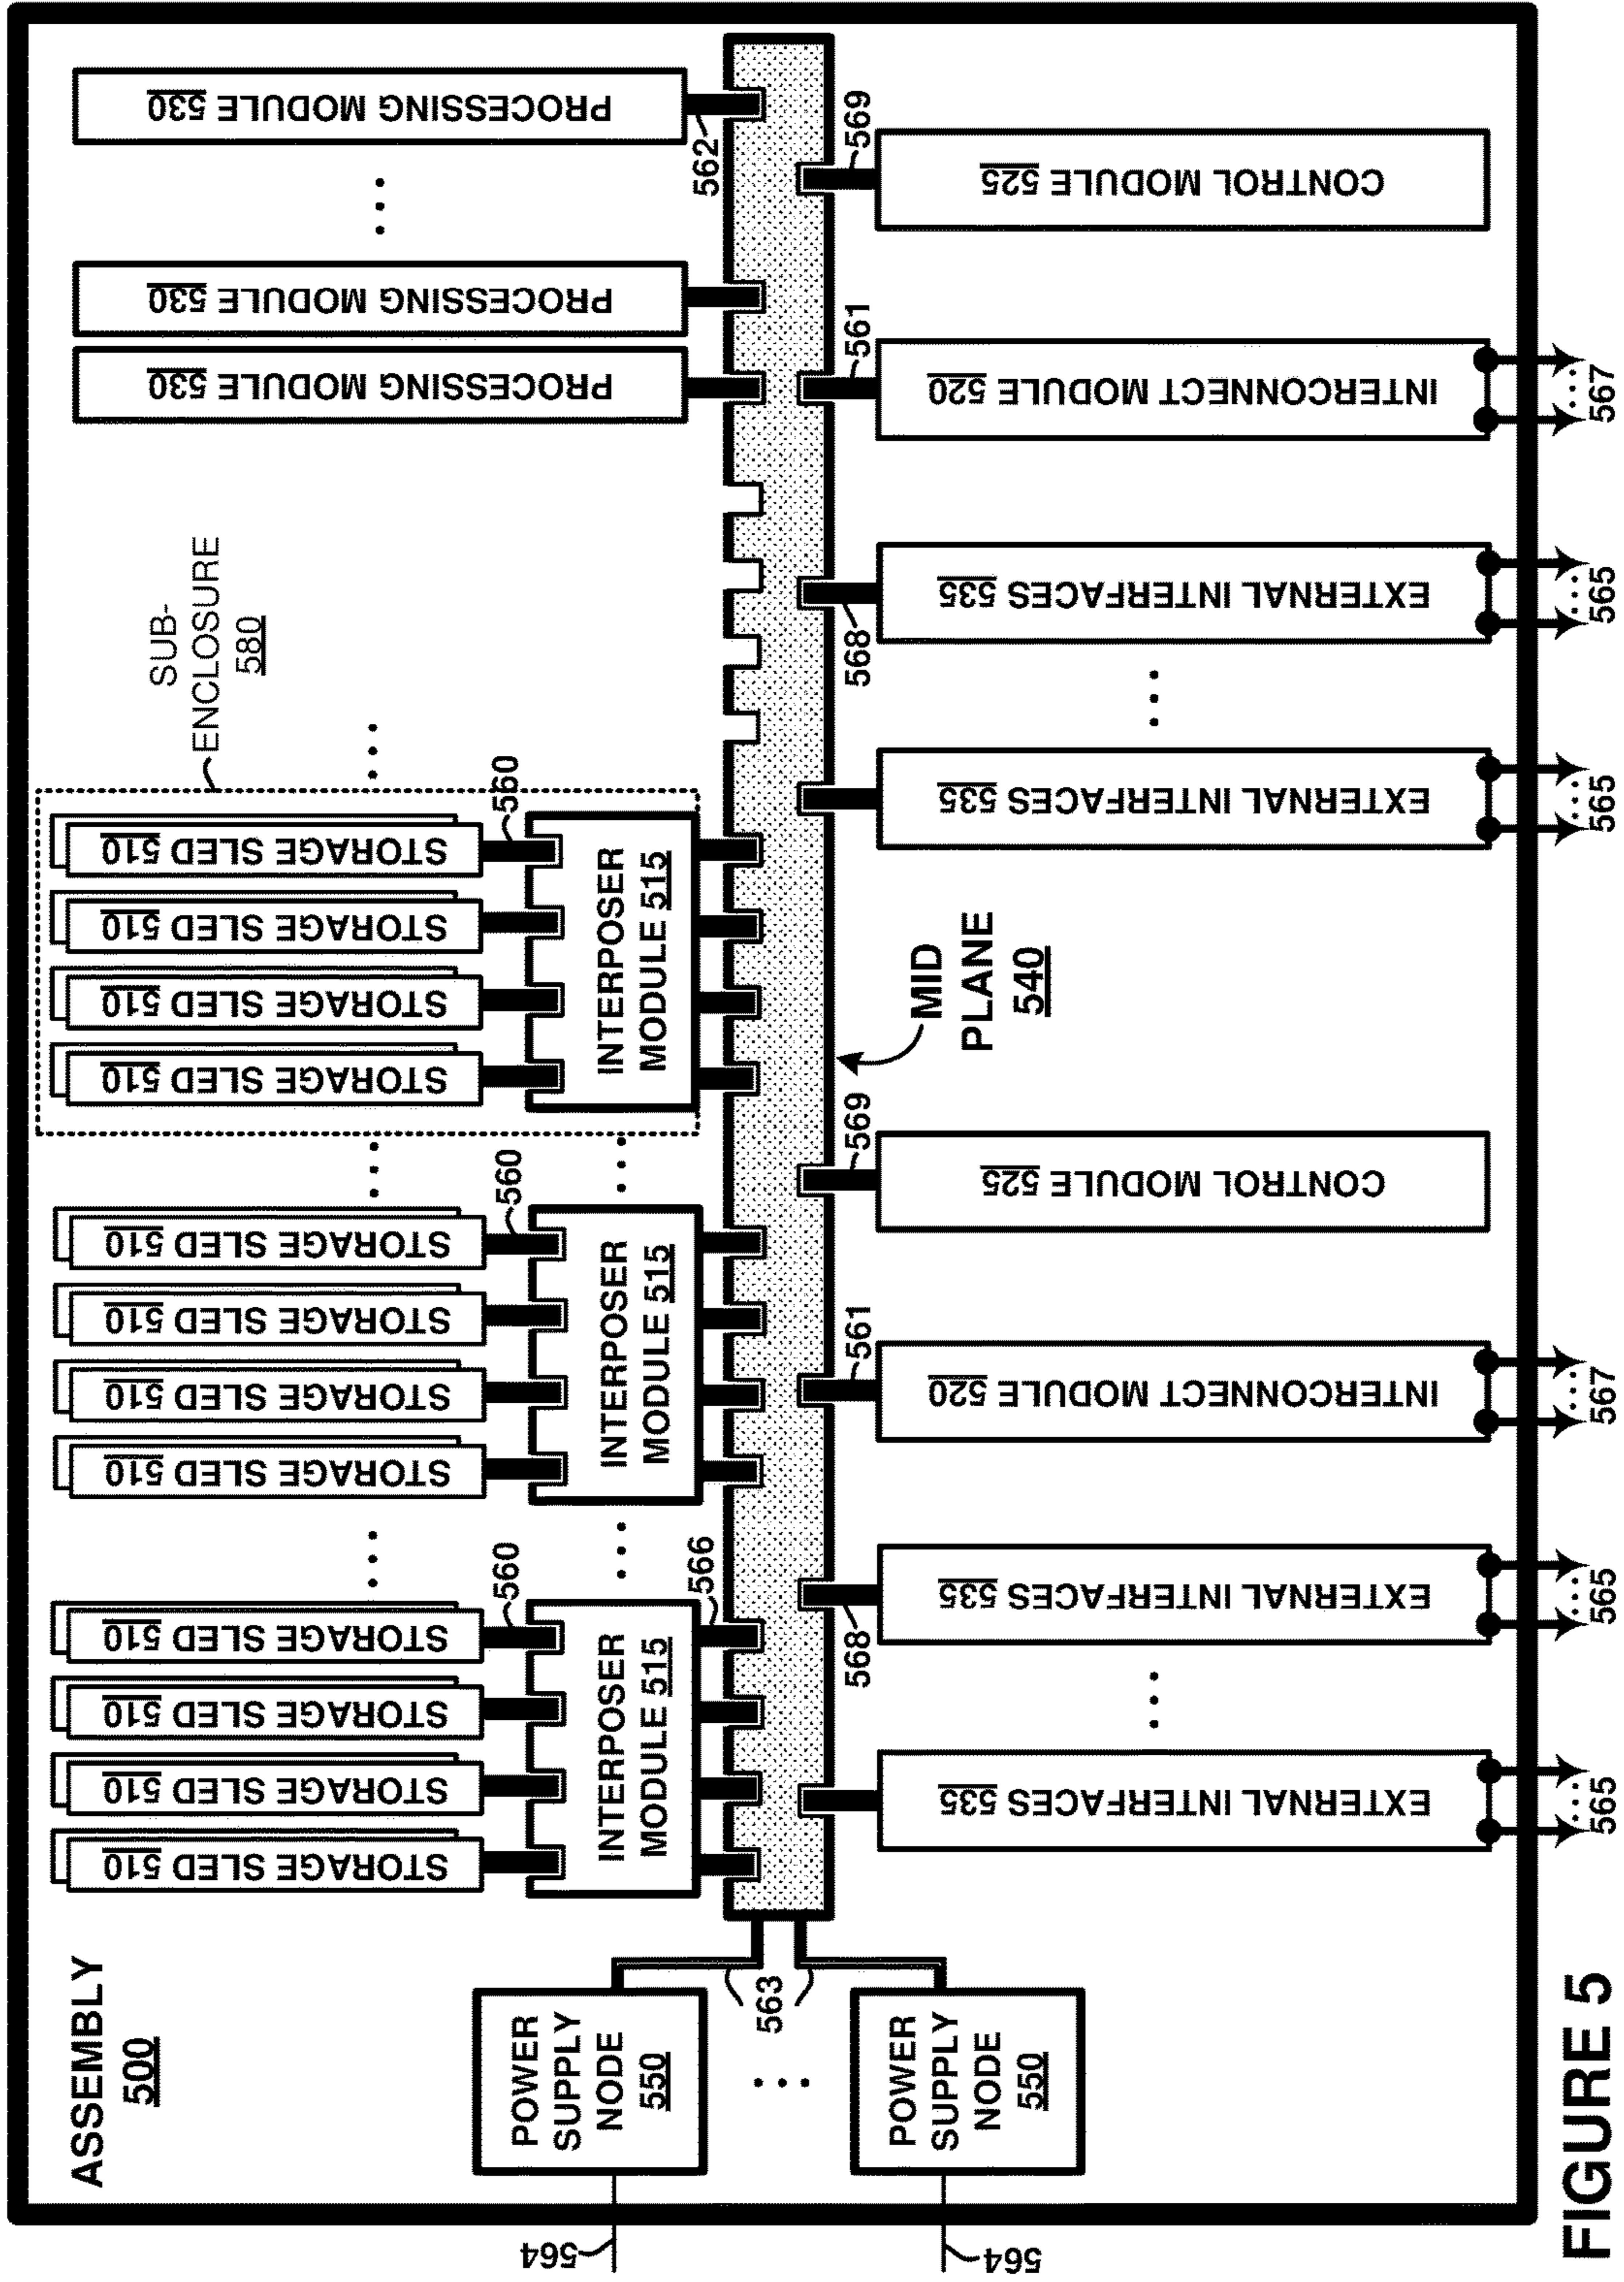 ASSEMBLY
500
STORAGE SLED 510
STORAGE SLED 510
STORAGE SLED 510
STORAGE SLED 510
STORAGE SLED 510
STORAGE SLED 510
STORAGE SLED 510
STORAGE SLED 510
STORAGE SLED 510
STORAGE SLED 510
STORAGE SLED 510
STORAGE SLED 510
SUB-
ENCLOSURE
580
PROCESSING MODULE 530
PROCESSING MODULE 530
PROCESSING MODULE 530
560
560
560
INTERPOSER
MODULE 515
INTERPOSER
MODULE 515
INTERPOSER
MODULE 515
566
562
564
POWER
SUPPLY
NODE
550
563
POWER
SUPPLY
NODE
550
564
568
561
569
568
561
569
MID
PLANE
540
EXTERNAL INTERFACES 535
EXTERNAL INTERFACES 535
INTERCONNECT MODULE 520
CONTROL MODULE 525
EXTERNAL INTERFACES 535
EXTERNAL INTERFACES 535
INTERCONNECT MODULE 520
CONTROL MODULE 525
565
565
567
565
565
567
FIGURE 5